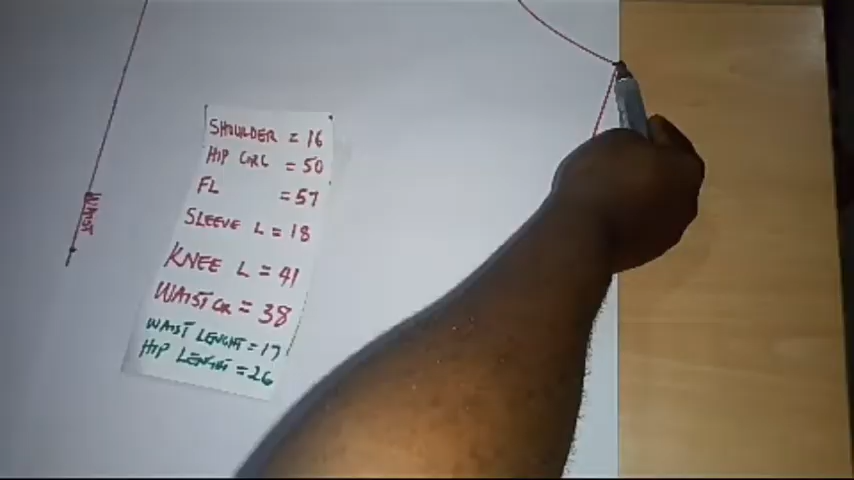 SHOULDER = 16
HIP CIRC = 50
FL = 57
SLEEVE L = 18
KNEE L = 41
WAIST CR = 38
WAIST LENGHT = 17
HIP LENGHT = 26
WAIST